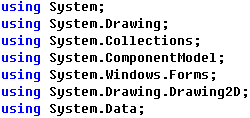 using System;
using System.Drawing;
using System.Collections;
using System.ComponentModel;
using System.Windows.Forms;
using System.Drawing.Drawing2D;
using System.Data;